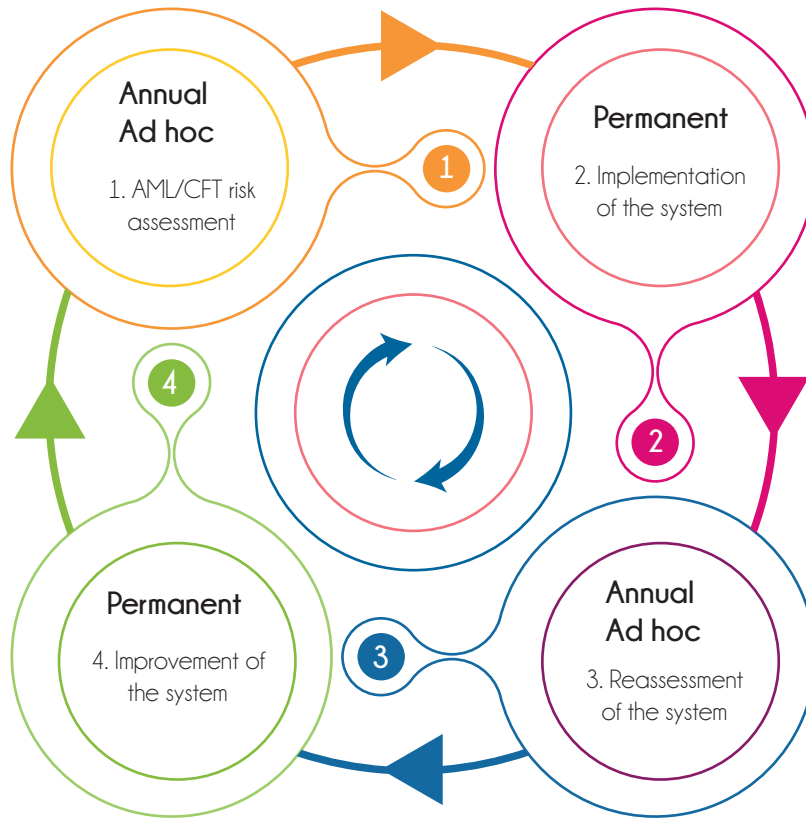 Annual
Ad hoc
1. AML/CFT risk
assessment
1
Permanent
2. Implementation
of the system
2
Annual
Ad hoc
3. Reassessment
of the system
3
Permanent
4. Improvement of
the system
4